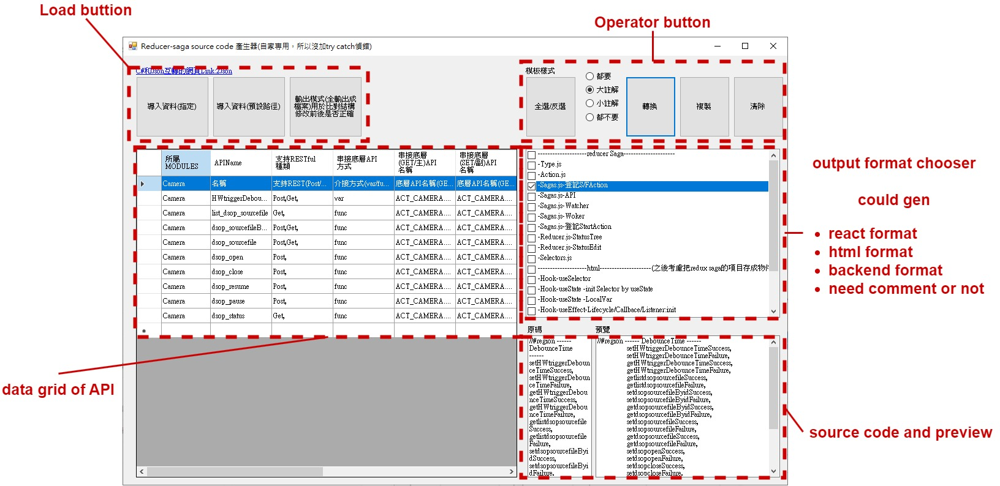 Load buttion
Operator button
Reducer-saga source code 產生器(自家專用，所以沒加try catch偵錯)
C#和Json互轉的網頁Link:2Json
導入資料(指定)
導入資料(預設路徑)
輸出模式(全輸出成
檔案)用於比對結構
修改前後是否正確
模板樣式
全選/反選
都要
大註解
小註解
都不要
轉換
複製
清除
所屬
MODULES
APIName
支持RESTful
種類
串接底層API
方式
串接底層
(GET/主)API
名稱
串接底層
(SET/副)API
名稱
Camera 名稱 支持REST(Post/... 介接方式(var/fu... 底層API名稱(GE... 底層API名稱(GE...
Camera HWtriggerDebou... Post,Get, var ACT_CAMERA.... ACT_CAMERA....
Camera list_dsop_sourcefile Get, func ACT_CAMERA.... ACT_CAMERA....
Camera dsop_sourcefileB... Post,Get, func ACT_CAMERA.... ACT_CAMERA....
Camera dsop_sourcefile Post,Get, func ACT_CAMERA.... ACT_CAMERA....
Camera dsop_open Post, func ACT_CAMERA.... ACT_CAMERA....
Camera dsop_close Post, func ACT_CAMERA.... ACT_CAMERA....
Camera dsop_resume Post, func ACT_CAMERA.... ACT_CAMERA....
Camera dsop_pause Post, func ACT_CAMERA.... ACT_CAMERA....
Camera dsop_status Get, func ACT_CAMERA.... ACT_CAMERA....
--------------------reducer Saga---------------------
-Type.js
-Action.js
-Sagas.js-登記S/FAction
-Sagas.js-API
-Sagas.js-Watcher
-Sagas.js-Woker
-Sagas.js-登記StartAction
-Reducer.js-StatusTree
-Reducer.js-StatusEdit
-Selectors.js
--------------------html---------------------(之後考慮把redux saga的項目存成物件
-Hook-useSelector
-Hook-useState -init Selector by useState
-Hook-useState -LocalVar
-Hook-useEffect-Lifecycle/Callbace/Listener:init
output format chooser
could gen
• react format
• html format
• backend format
• need comment or not
原碼
//#region ------
DebounceTime
------
setHWtriggerDeboun
ceTimeSuccess,
setHWtriggerDeboun
ceTimeFailure,
getHWtriggerDebou
nceTimeSuccess,
getHWtriggerDebou
nceTimeFailure,
getlistdsopsourcefile
Success,
getlistdsopsourcefile
Failure,
setdsopsourcefileByi
dSuccess,
setdsopsourcefileByi
dFailure,
預覽
//#region ------ DebounceTime ------
setHWtriggerDebounceTimeSuccess,
setHWtriggerDebounceTimeFailure,
getHWtriggerDebounceTimeSuccess,
getHWtriggerDebounceTimeFailure,
getlistdsopsourcefileSuccess,
getlistdsopsourcefileFailure,
setdsopsourcefileByidSuccess,
setdsopsourcefileByidFailure,
getdsopsourcefileByidSuccess,
getdsopsourcefileByidFailure,
setdsopsourcefileSuccess,
setdsopsourcefileFailure,
getdsopsourcefileSuccess,
getdsopsourcefileFailure,
setdsopopenSuccess,
setdsopopenFailure,
setdsopcloseSuccess,
setdsopcloseFailure,
data grid of API
source code and preview